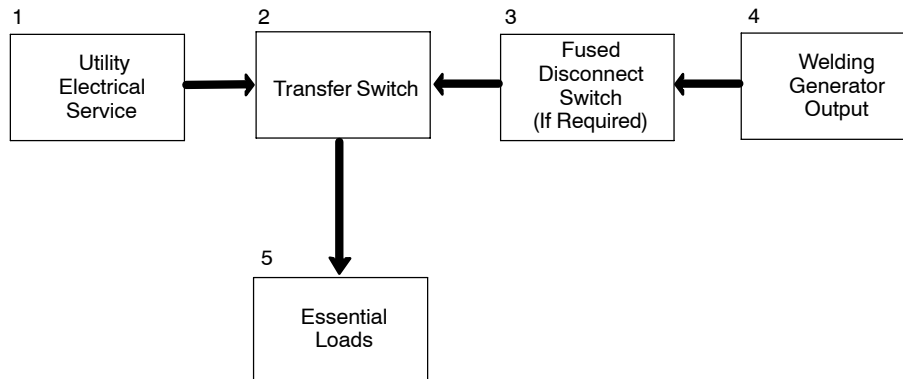 1
Utility
Electrical
Service
2
Transfer Switch
3
Fused
Disconnect
Switch
(If Required)
4
Welding
Generator
Output
5
Essential
Loads